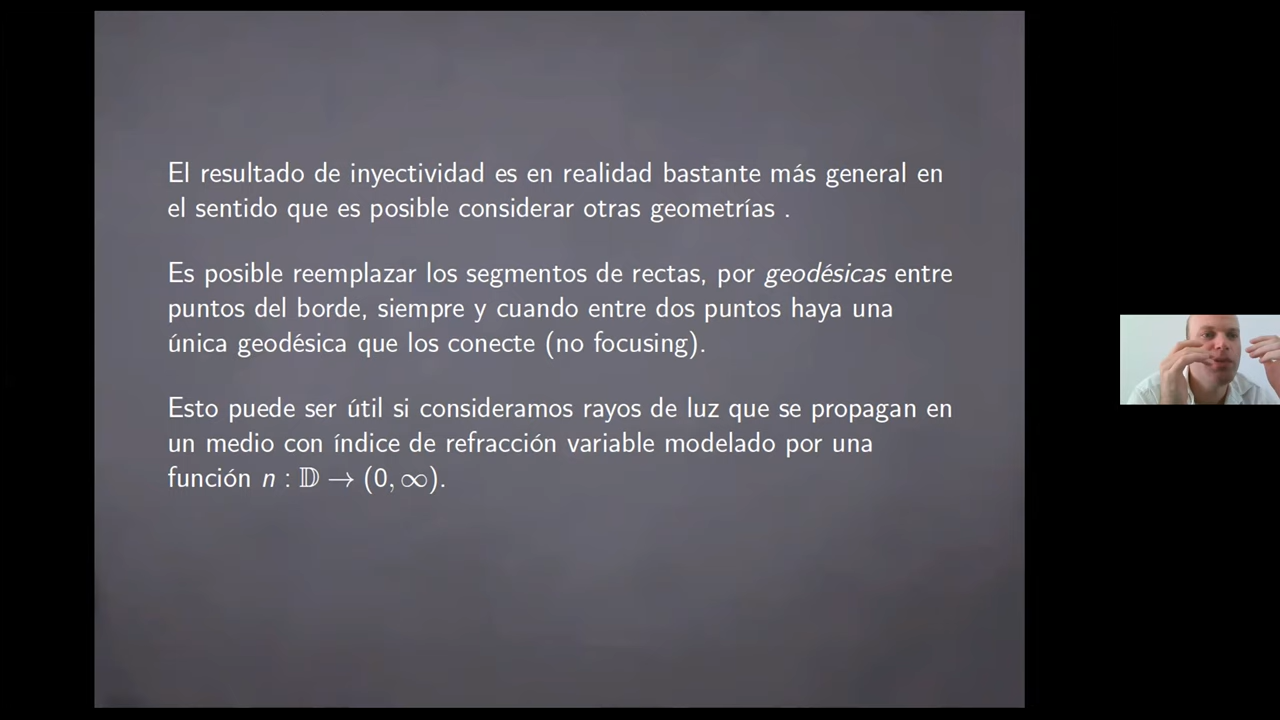 El resultado de inyectividad es en realidad bastante más general en
el sentido que es posible considerar otras geometrías .
Es posible reemplazar los segmentos de rectas, por geodésicas entre
puntos del borde, siempre y cuando entre dos puntos haya una
única geodésica que los conecte (no focusing).
Esto puede ser útil si consideramos rayos de luz que se propagan en
un medio con índice de refracción variable modelado por una
función n : 𝔻 → (0, ∞).